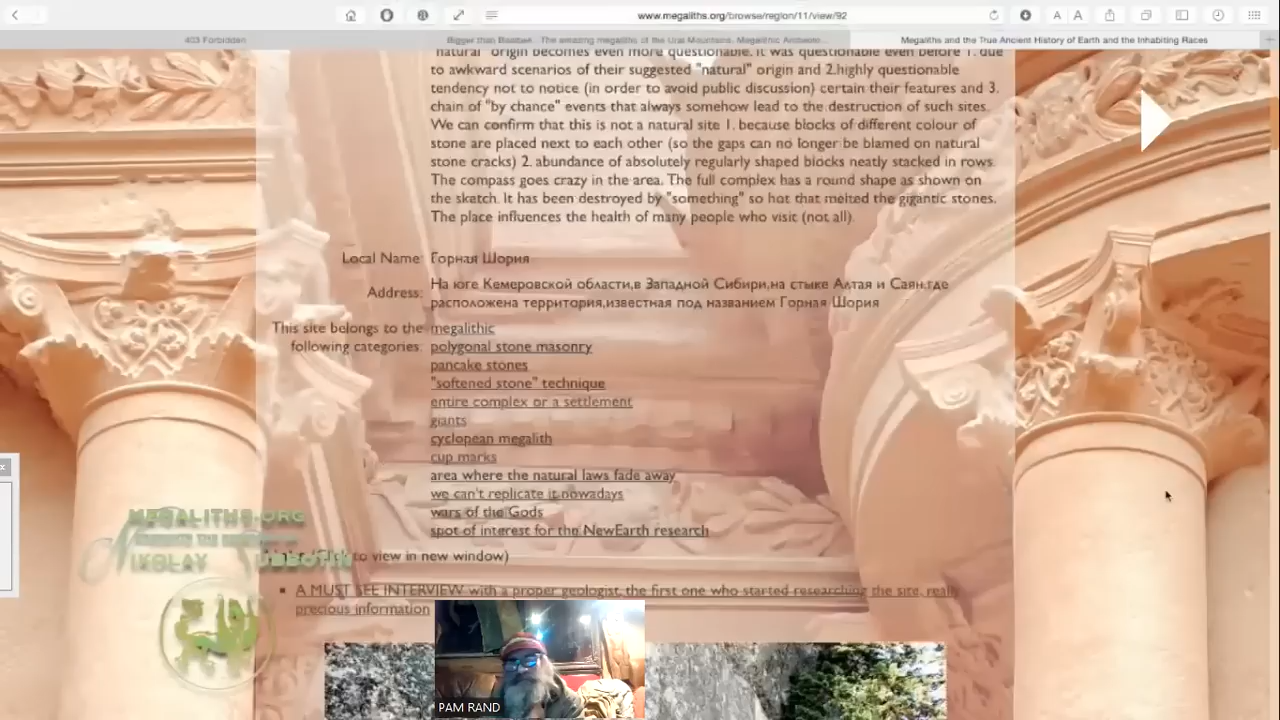 www.megaliths.org/browse/region/11/view/92
403 Forbidden
Bigger than Baalbek - The amazing megaliths of the Ural Mountains. Megalithic
Megaliths and the True Ancient History of Earth and the Inhabiting Races
"natural" origin becomes even more questionable. It was questionable even before 1. due
to awkward scenarios of their suggested "natural" origin and 2.highly questionable
tendency not to notice (in order to avoid public discussion) certain their features and 3.
chain of "by chance" events that always somehow lead to the destruction of such sites.
We can confirm that this is not a natural site 1. because blocks of different colour of
stone are placed next to each other (so the gaps can no longer be blamed on natural
stone cracks) 2. abundance of absolutely regularly shaped blocks neatly stacked in rows.
The compass goes crazy in the area. The full complex has a round shape as shown on
the sketch. It has been destroyed by "something" so hot that melted the gigantic stones.
The place influences the health of many people who visit (not all).
Local Name: Горная Шория
Address: На юге Кемеровской области,в Западной Сибири,на стыке Алтая и Саян,где
расположена территория,известная под названием Горная Шория
This site belongs to the following categories:
megalithic
polygonal stone masonry
pancake stones
"softened stone" technique
entire complex or a settlement
giants
cyclopean megalith
cup marks
area where the natural laws fade away
we can't replicate it nowadays
wars of the Gods
spot of interest for the NewEarth research
MEGALITHS.ORG
to view in new window)
A MUST SEE INTERVIEW with a proper geologist, the first one who started researching the site, really
precious information
PAM RAND